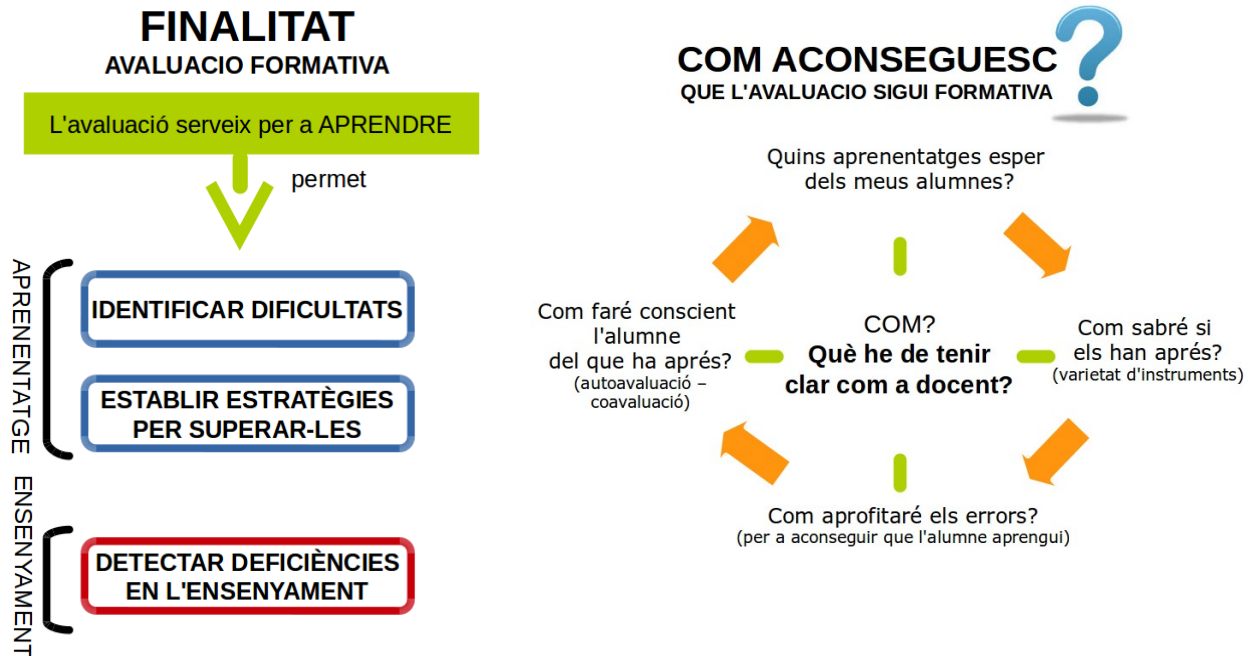 FINALITAT
AVALUACIO FORMATIVA
L'avaluació serveix per a APRENDRE
permet
APRENENTATGE
IDENTIFICAR DIFICULTATS
ESTABLIR ESTRATÈGIES
PER SUPERAR-LES
ENSENYAMENT
DETECTAR DEFICIÈNCIES
EN L'ENSENYAMENT
COM ACONSEGUESC
QUE L'AVALUACIO SIGUI FORMATIVA
?
Quins aprenentatges esper
dels meus alumnes?
Com sabré si
els han aprés?
(varietat d'instruments)
Com aprofitaré els errors?
(per a aconseguir que l'alumne aprengui)
Com faré conscient
l'alumne
del que ha aprés?
(autoavaluació –
coavaluació)
COM?
Què he de tenir
clar com a docent?